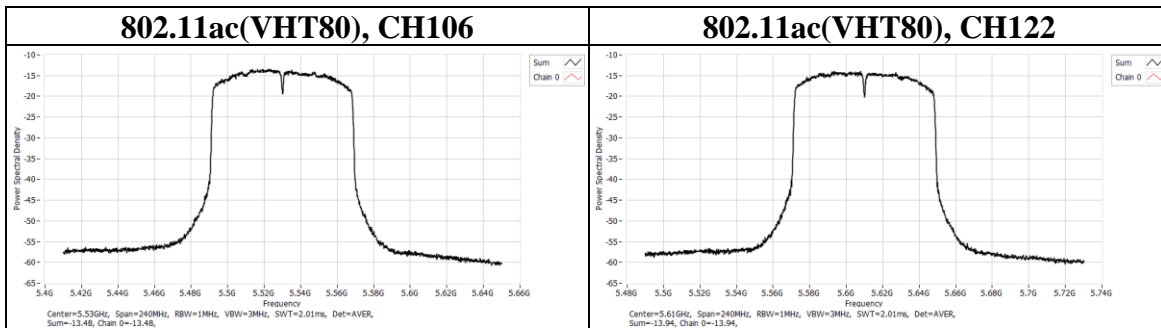 802.11ac(VHT80), CH106
Sum
Chain 0
Power Spectral Density
-10
-15
-20
-25
-30
-35
-40
-45
-50
-55
-60
-65
5.4G 5.42G 5.44G 5.46G 5.48G 5.5G 5.52G 5.54G 5.56G 5.58G 5.6G 5.62G 5.64G 5.66G
Frequency
Center=5.53GHz, Span=240MHz, RBW=1MHz, VBW=3MHz, SWT=2.01ms, Det=AVER,
Sum=-13.48, Chain 0=-13.48,
802.11ac(VHT80), CH122
Sum
Chain 0
Power Spectral Density
-10
-15
-20
-25
-30
-35
-40
-45
-50
-55
-60
-65
5.48G 5.5G 5.52G 5.54G 5.56G 5.58G 5.6G 5.62G 5.64G 5.66G 5.68G 5.7G 5.72G 5.74G
Frequency
Center=5.61GHz, Span=240MHz, RBW=1MHz, VBW=3MHz, SWT=2.01ms, Det=AVER,
Sum=-13.94, Chain 0=-13.94,